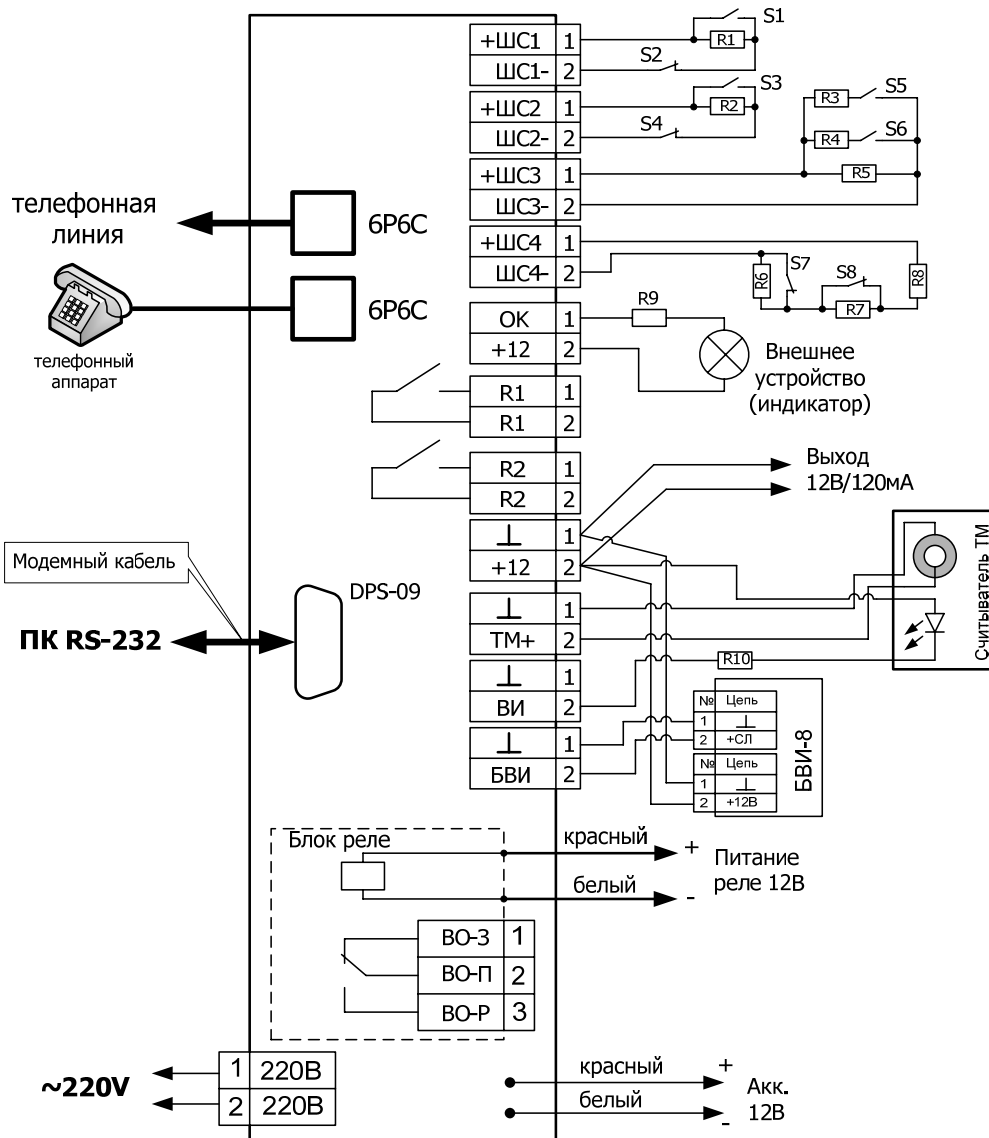 S1
+ШС1 1
R1
ШС1- 2
S2
S3
+ШС2 1
R2
ШС2- 2
S4
R3
S5
R4
S6
+ШС3 1
R5
ШС3- 2
+ШС4 1
ШС4- 2
R6
S7
S8
R7
R8
телефонная
линия
6Р6С
6Р6С
телефонный
аппарат
OK 1
+12 2
R9
Внешнее
устройство
(индикатор)
R1 1
R1 2
R2 1
R2 2
Выход
12В/120мА
⊥ 1
+12 2
Считыватель ТМ
Модемный кабель
DPS-09
ПК RS-232
⊥ 1
TM+ 2
⊥ 1
ВИ 2
R10
⊥ 1
БВИ 2
№ Цепь
1 ⊥
2 +СЛ
№ Цепь
1 ⊥
2 +12В
БВИ-8
Блок реле
красный +
белый -
Питание
реле 12В
ВО-З 1
ВО-П 2
ВО-Р 3
~220V
1 220В
2 220В
красный +
белый -
Акк.
12В